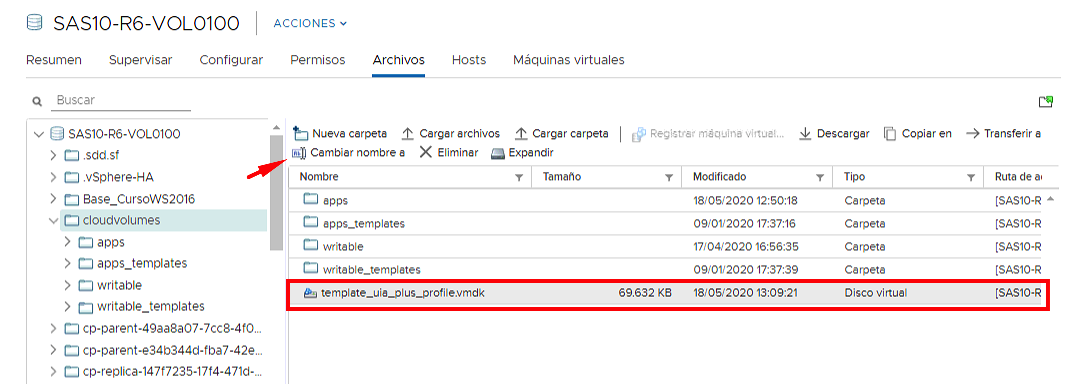 SAS10-R6-VOL0100 ACCIONES
Resumen Supervisar Configurar Permisos Archivos Hosts Máquinas virtuales
Buscar
SAS10-R6-VOL0100
.sdd.sf
.vSphere-HA
Base_CursoWS2016
cloudvolumes
apps
apps_templates
writable
writable_templates
cp-parent-49aa8a07-7cc8-4f0...
cp-parent-e34b344d-fba7-42e...
cp-replica-147f7235-17f4-471d-...
Nueva carpeta Cargar archivos Cargar carpeta Registrar máquina virtual... Descargar Copiar en Transferir a
Cambiar nombre a Eliminar Expandir
Nombre Tamaño Modificado Tipo Ruta de ac
apps 18/05/2020 12:50:18 Carpeta [SAS10-R
apps_templates 09/01/2020 17:37:16 Carpeta [SAS10-R
writable 17/04/2020 16:56:35 Carpeta [SAS10-R
writable_templates 09/01/2020 17:37:39 Carpeta [SAS10-R
template_uia_plus_profile.vmdk 69,632 KB 18/05/2020 13:09:21 Disco virtual [SAS10-R